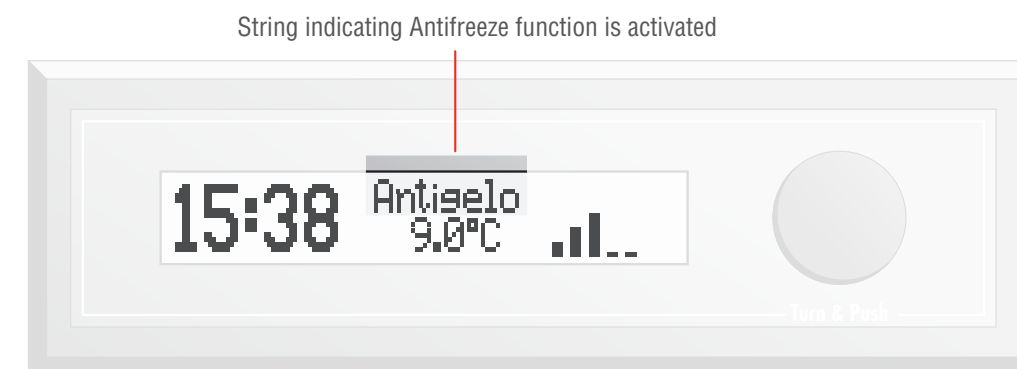 String indicating Antifreeze function is activated
15:38
Antigelo
9.0°C
Turn & Push